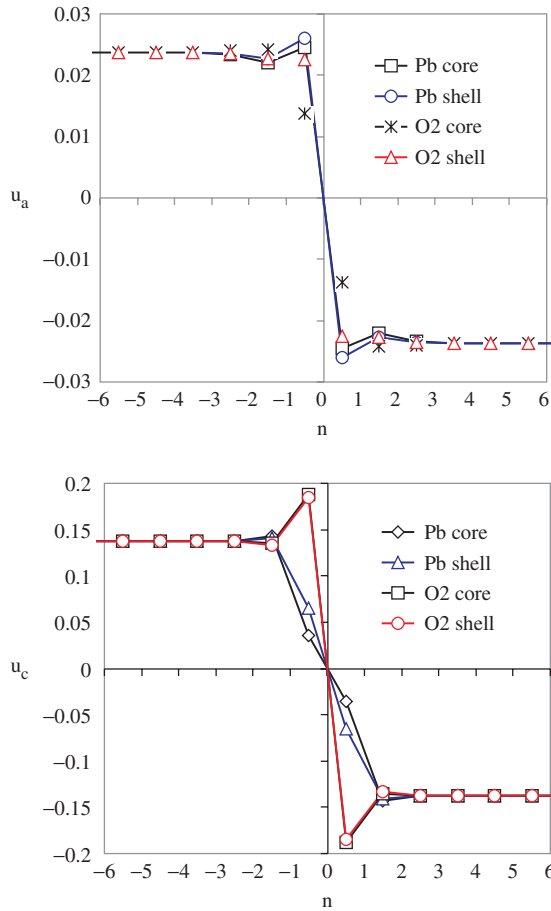 0.03
0.02
0.01
0
−0.01
−0.02
−0.03
u_a
Pb core
Pb shell
O2 core
O2 shell
−6 −5 −4 −3 −2 −1 0 1 2 3 4 5 6
n
0.2
0.15
0.1
0.05
0
−0.05
−0.1
−0.15
−0.2
u_c
Pb core
Pb shell
O2 core
O2 shell
−6 −5 −4 −3 −2 −1 0 1 2 3 4 5 6
n